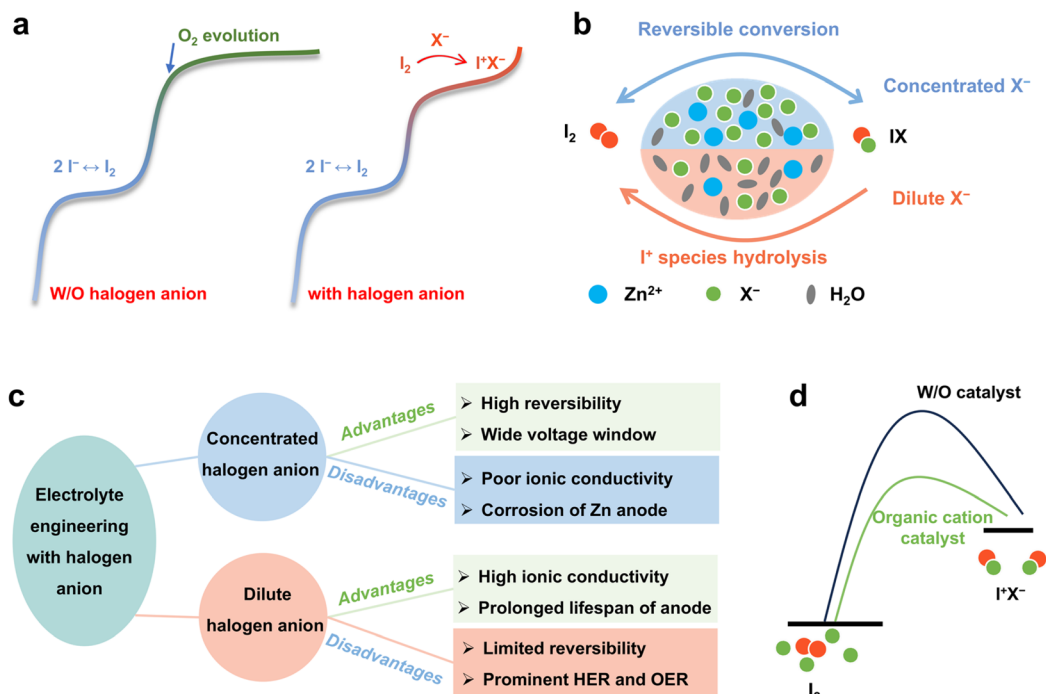 a
O₂ evolution
2 I⁻ ↔ I₂
W/O halogen anion
X⁻
I₂
I⁺X⁻
2 I⁻ ↔ I₂
with halogen anion
b
Reversible conversion
Concentrated X⁻
I₂
IX
Dilute X⁻
I⁺ species hydrolysis
Zn²⁺
X⁻
H₂O
c
Electrolyte
engineering
with halogen
anion
Concentrated
halogen anion
Advantages
➢ High reversibility
➢ Wide voltage window
Disadvantages
➢ Poor ionic conductivity
➢ Corrosion of Zn anode
Dilute
halogen anion
Advantages
➢ High ionic conductivity
➢ Prolonged lifespan of anode
Disadvantages
➢ Limited reversibility
➢ Prominent HER and OER
d
W/O catalyst
Organic cation
catalyst
I⁺X⁻